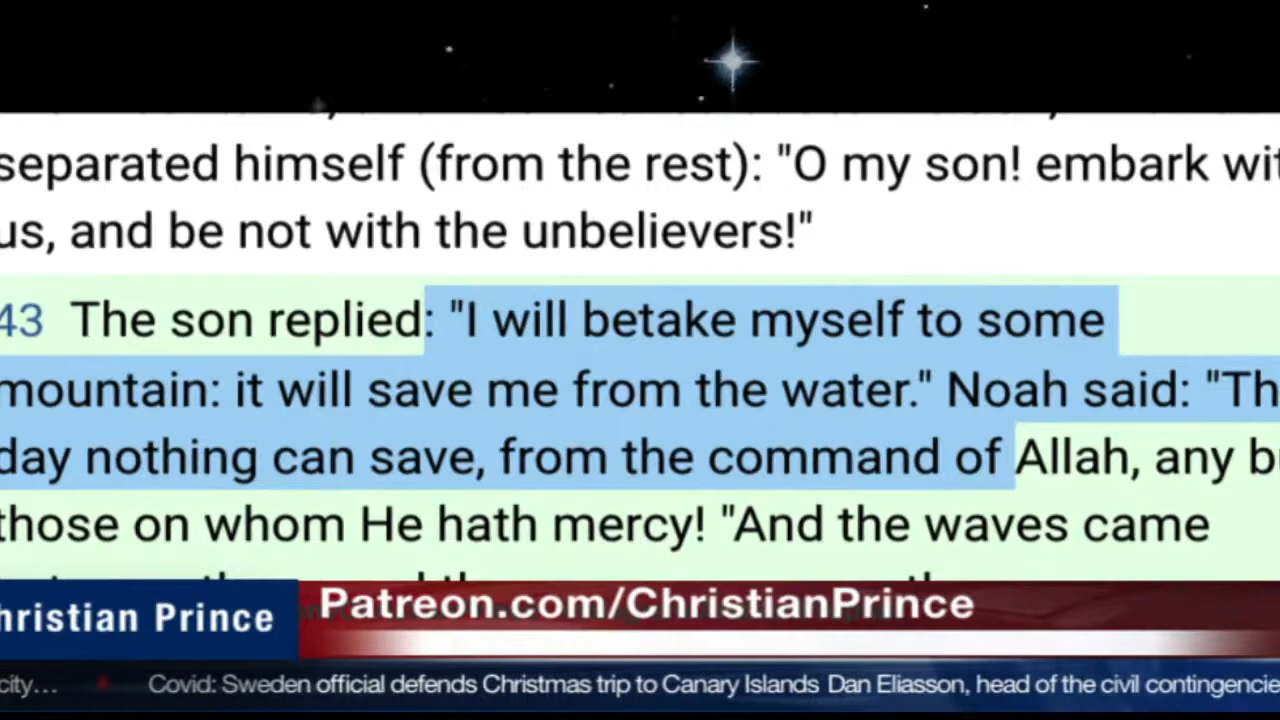 separated himself (from the rest): "O my son! embark
us, and be not with the unbelievers!"
43 The son replied: "I will betake myself to some
mountain: it will save me from the water." Noah said:
day nothing can save, from the command of Allah, any
those on whom He hath mercy! "And the waves came
Patreon.com/ChristianPrince
hristian Prince
city... Covid: Sweden official defends Christmas trip to Canary Islands Dan Eliasson, head of the civil contingencie